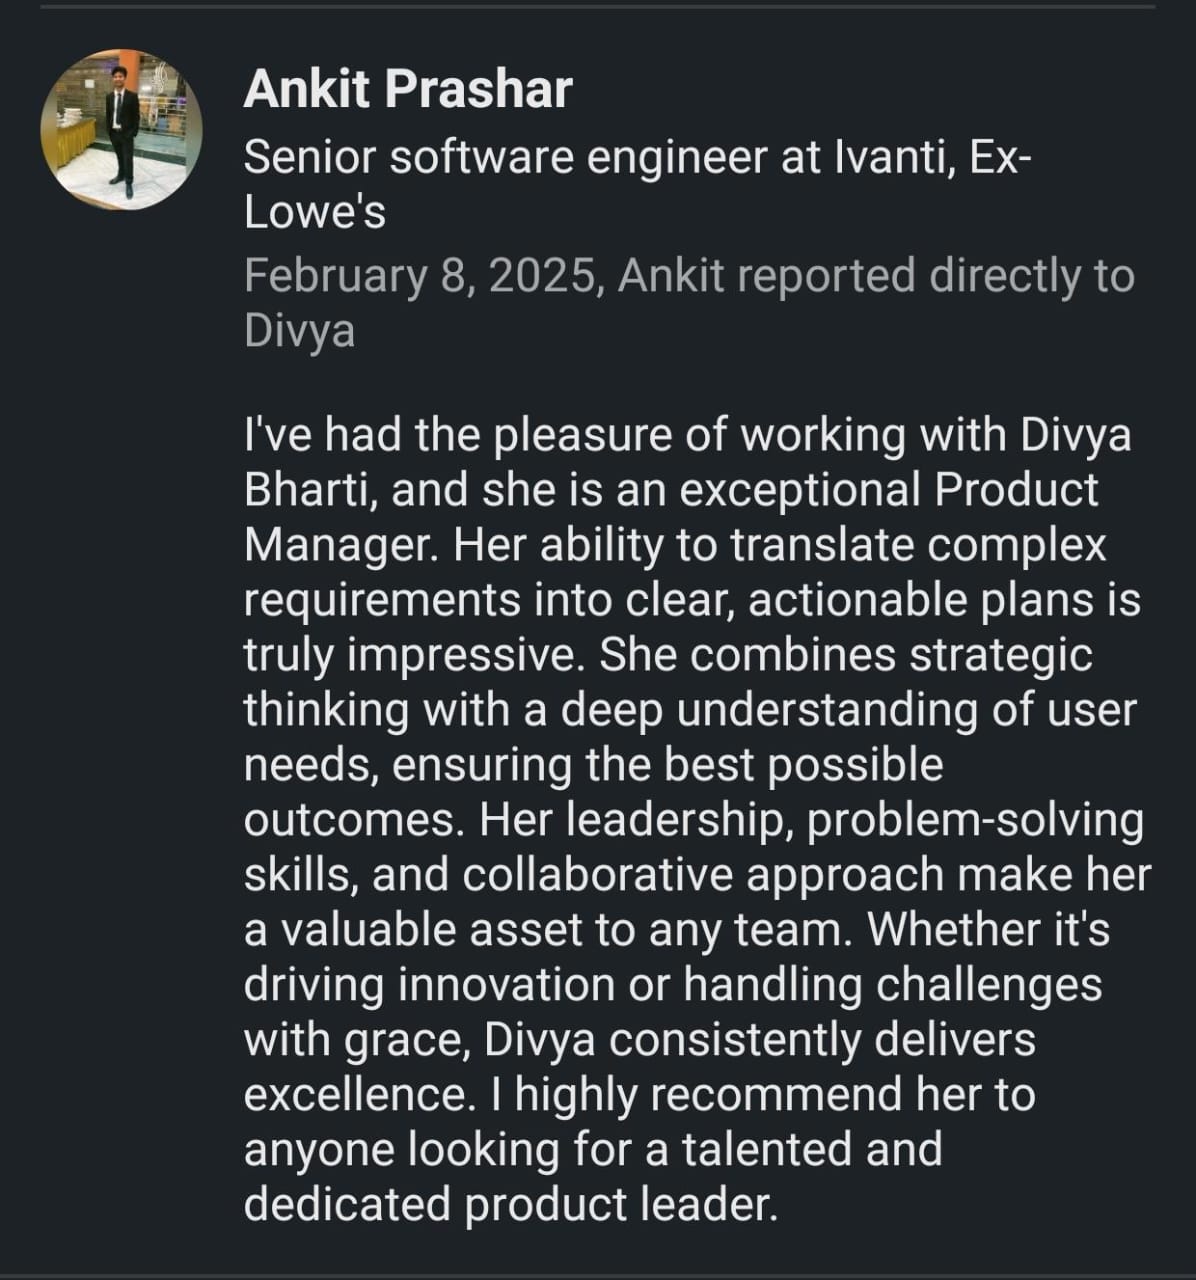 Ankit Prashar
Senior software engineer at Ivanti, Ex-
Lowe's
February 8, 2025, Ankit reported directly to
Divya
I've had the pleasure of working with Divya
Bharti, and she is an exceptional Product
Manager. Her ability to translate complex
requirements into clear, actionable plans is
truly impressive. She combines strategic
thinking with a deep understanding of user
needs, ensuring the best possible
outcomes. Her leadership, problem-solving
skills, and collaborative approach make her
a valuable asset to any team. Whether it's
driving innovation or handling challenges
with grace, Divya consistently delivers
excellence. I highly recommend her to
anyone looking for a talented and
dedicated product leader.